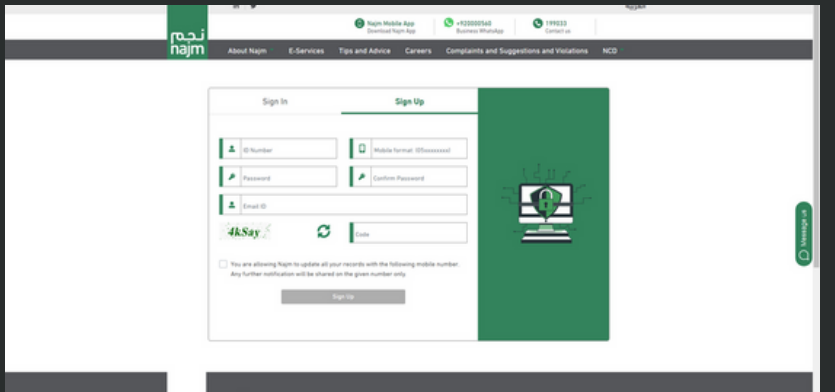 Najm Mobile App
Download Najm App
+920000560
Business WhatsApp
199033
Contact us
نجم
najm
About Najm
E-Services
Tips and Advice
Careers
Complaints and Suggestions and Violations
NCD
Sign In
Sign Up
ID Number
Mobile format (05xxxxxxxx)
Password
Confirm Password
Email ID
4kSay
Code
You are allowing Najm to update all your records with the following mobile number.
Any further notification will be shared on the given number only.
Sign Up
Message us